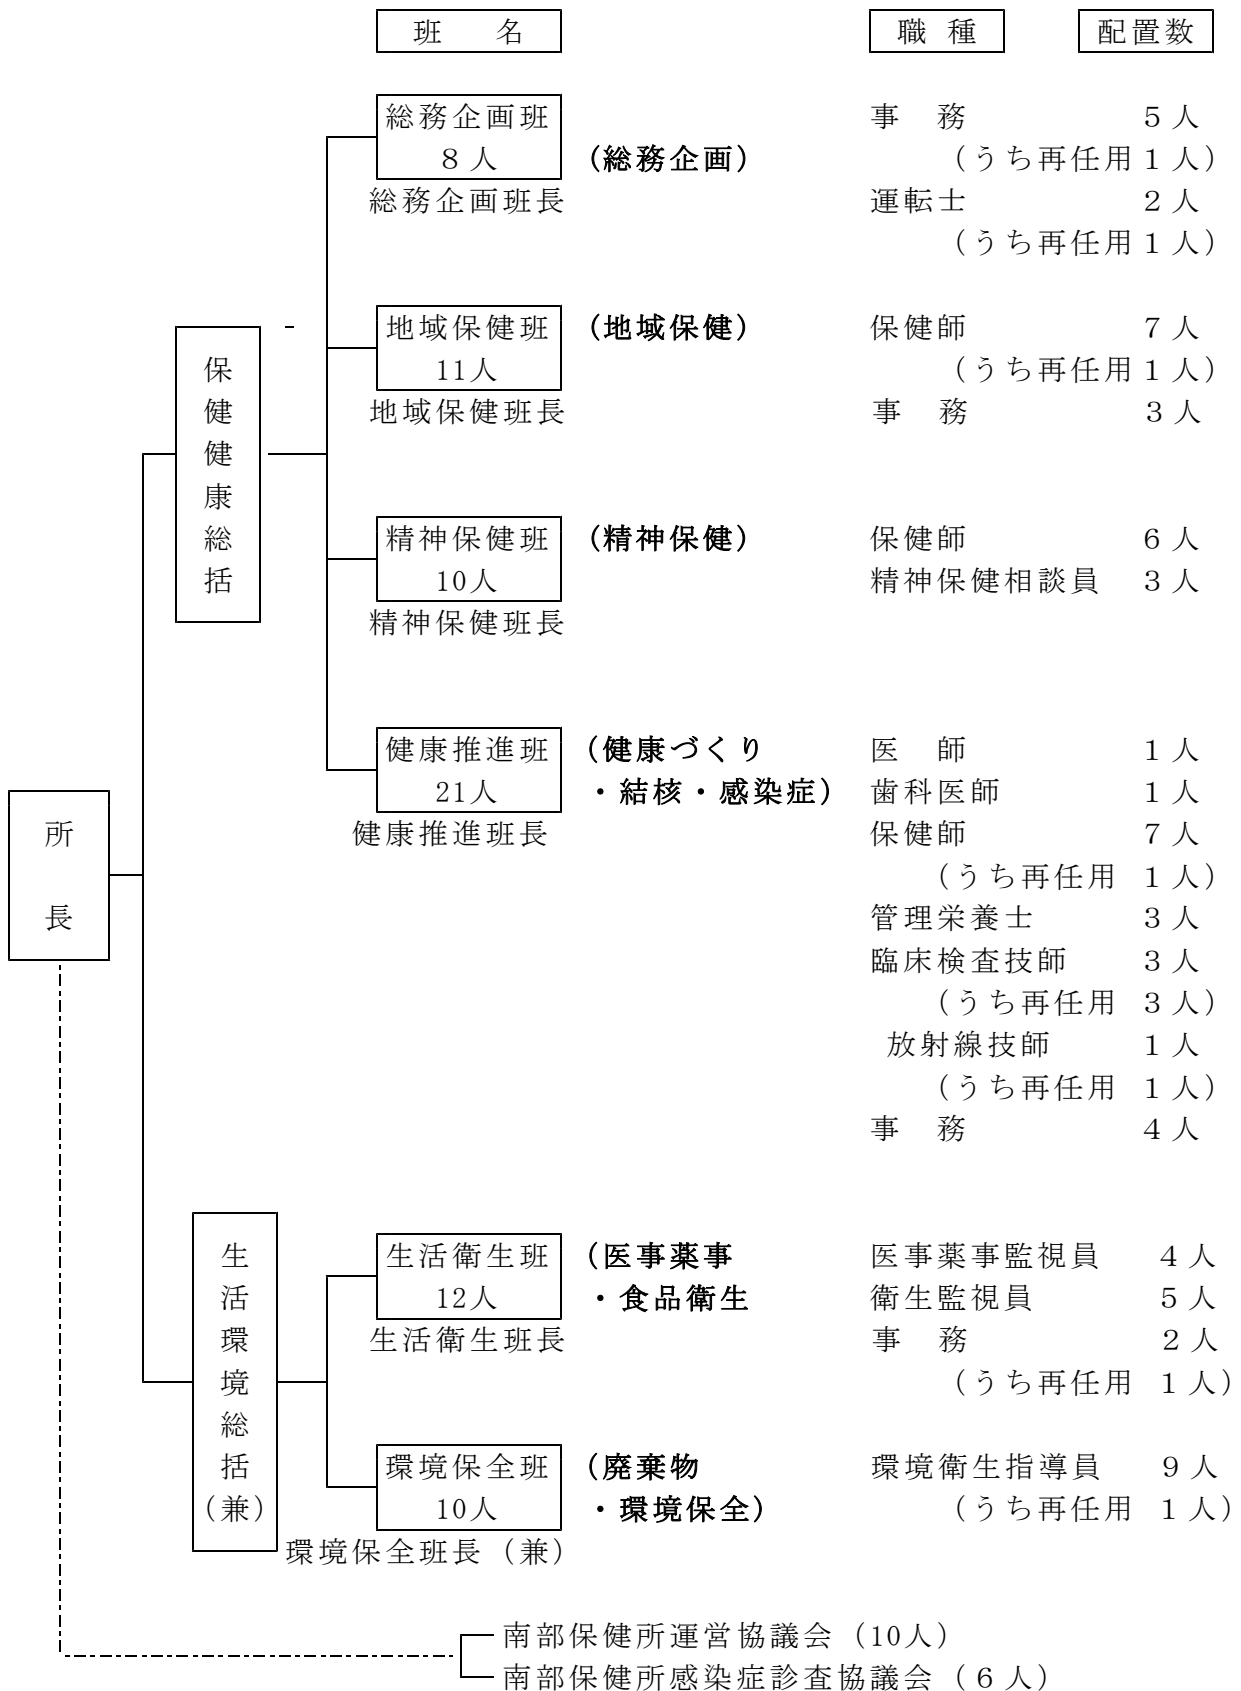 班　名　職種　配置数
総務企画班　事　務　５人
８人　（総務企画）　（うち再任用１人）
総務企画班長　運転士　２人
（うち再任用１人）
地域保健班　（地域保健）　保健師　７人
11人　（うち再任用１人）
地域保健班長　事　務　３人
保健健康総括
精神保健班　（精神保健）　保健師　６人
10人　精神保健相談員　３人
精神保健班長
健康推進班　（健康づくり　医　師　１人
21人　・結核・感染症）　歯科医師　１人
健康推進班長　保健師　７人
（うち再任用　１人）
所長
管理栄養士　３人
臨床検査技師　３人
（うち再任用　３人）
放射線技師　１人
（うち再任用　１人）
事　務　４人
生活環境総括（兼）
生活衛生班　（医事薬事　医事薬事監視員　４人
12人　・食品衛生　衛生監視員　５人
生活衛生班長　事　務　２人
（うち再任用　１人）
環境保全班　（廃棄物　環境衛生指導員　９人
10人　・環境保全）　（うち再任用　１人）
環境保全班長（兼）
南部保健所運営協議会（10人）
南部保健所感染症診査協議会（６人）